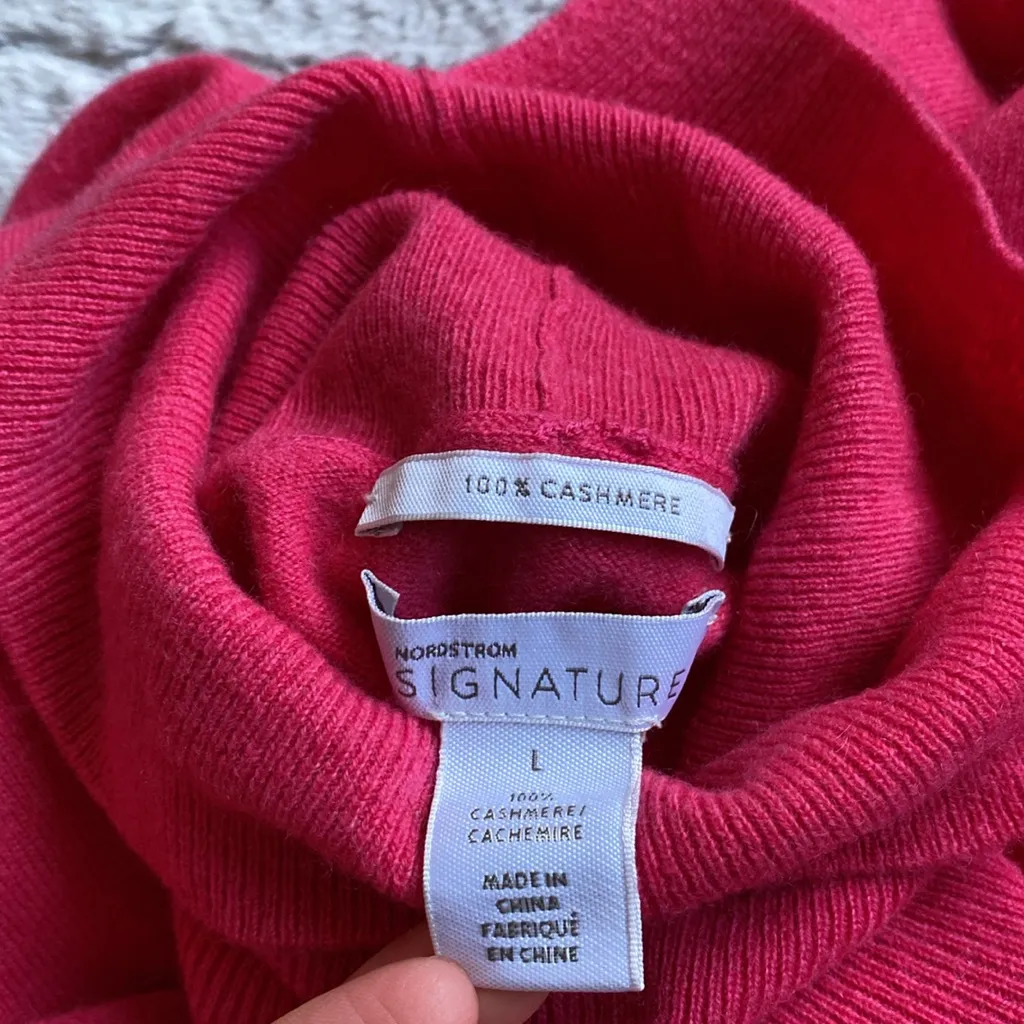 100% CASHMERE
NORDSTROM
SIGNATURE
L
100%
CASHMERE/
CACHEMIRE
MADE IN
CHINA
FABRIQUÉ
EN CHINE